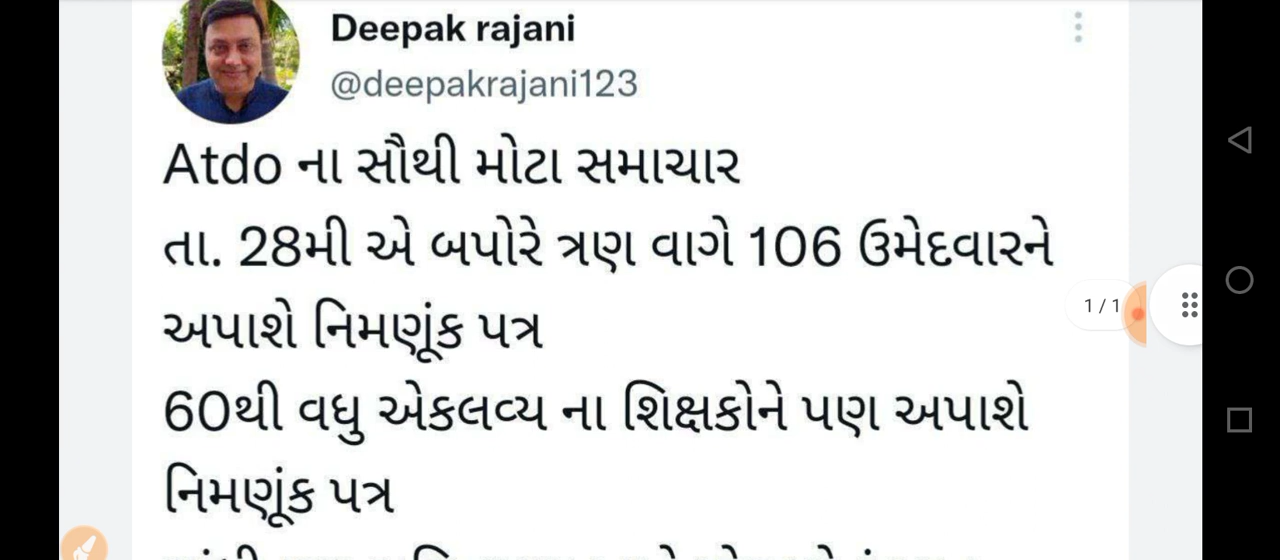 Deepak rajani
@deepakrajani123
Atdo ના સૌથી મોટા સમાચાર
તા. 28મી એ બપોરે ત્રણ વાગે 106 ઉમેદવારને
અપાશે નિમણૂંક પત્ર
1/1
60થી વધુ એકલવ્ય ના શિક્ષકોને પણ અપાશે
નિમણૂંક પત્ર